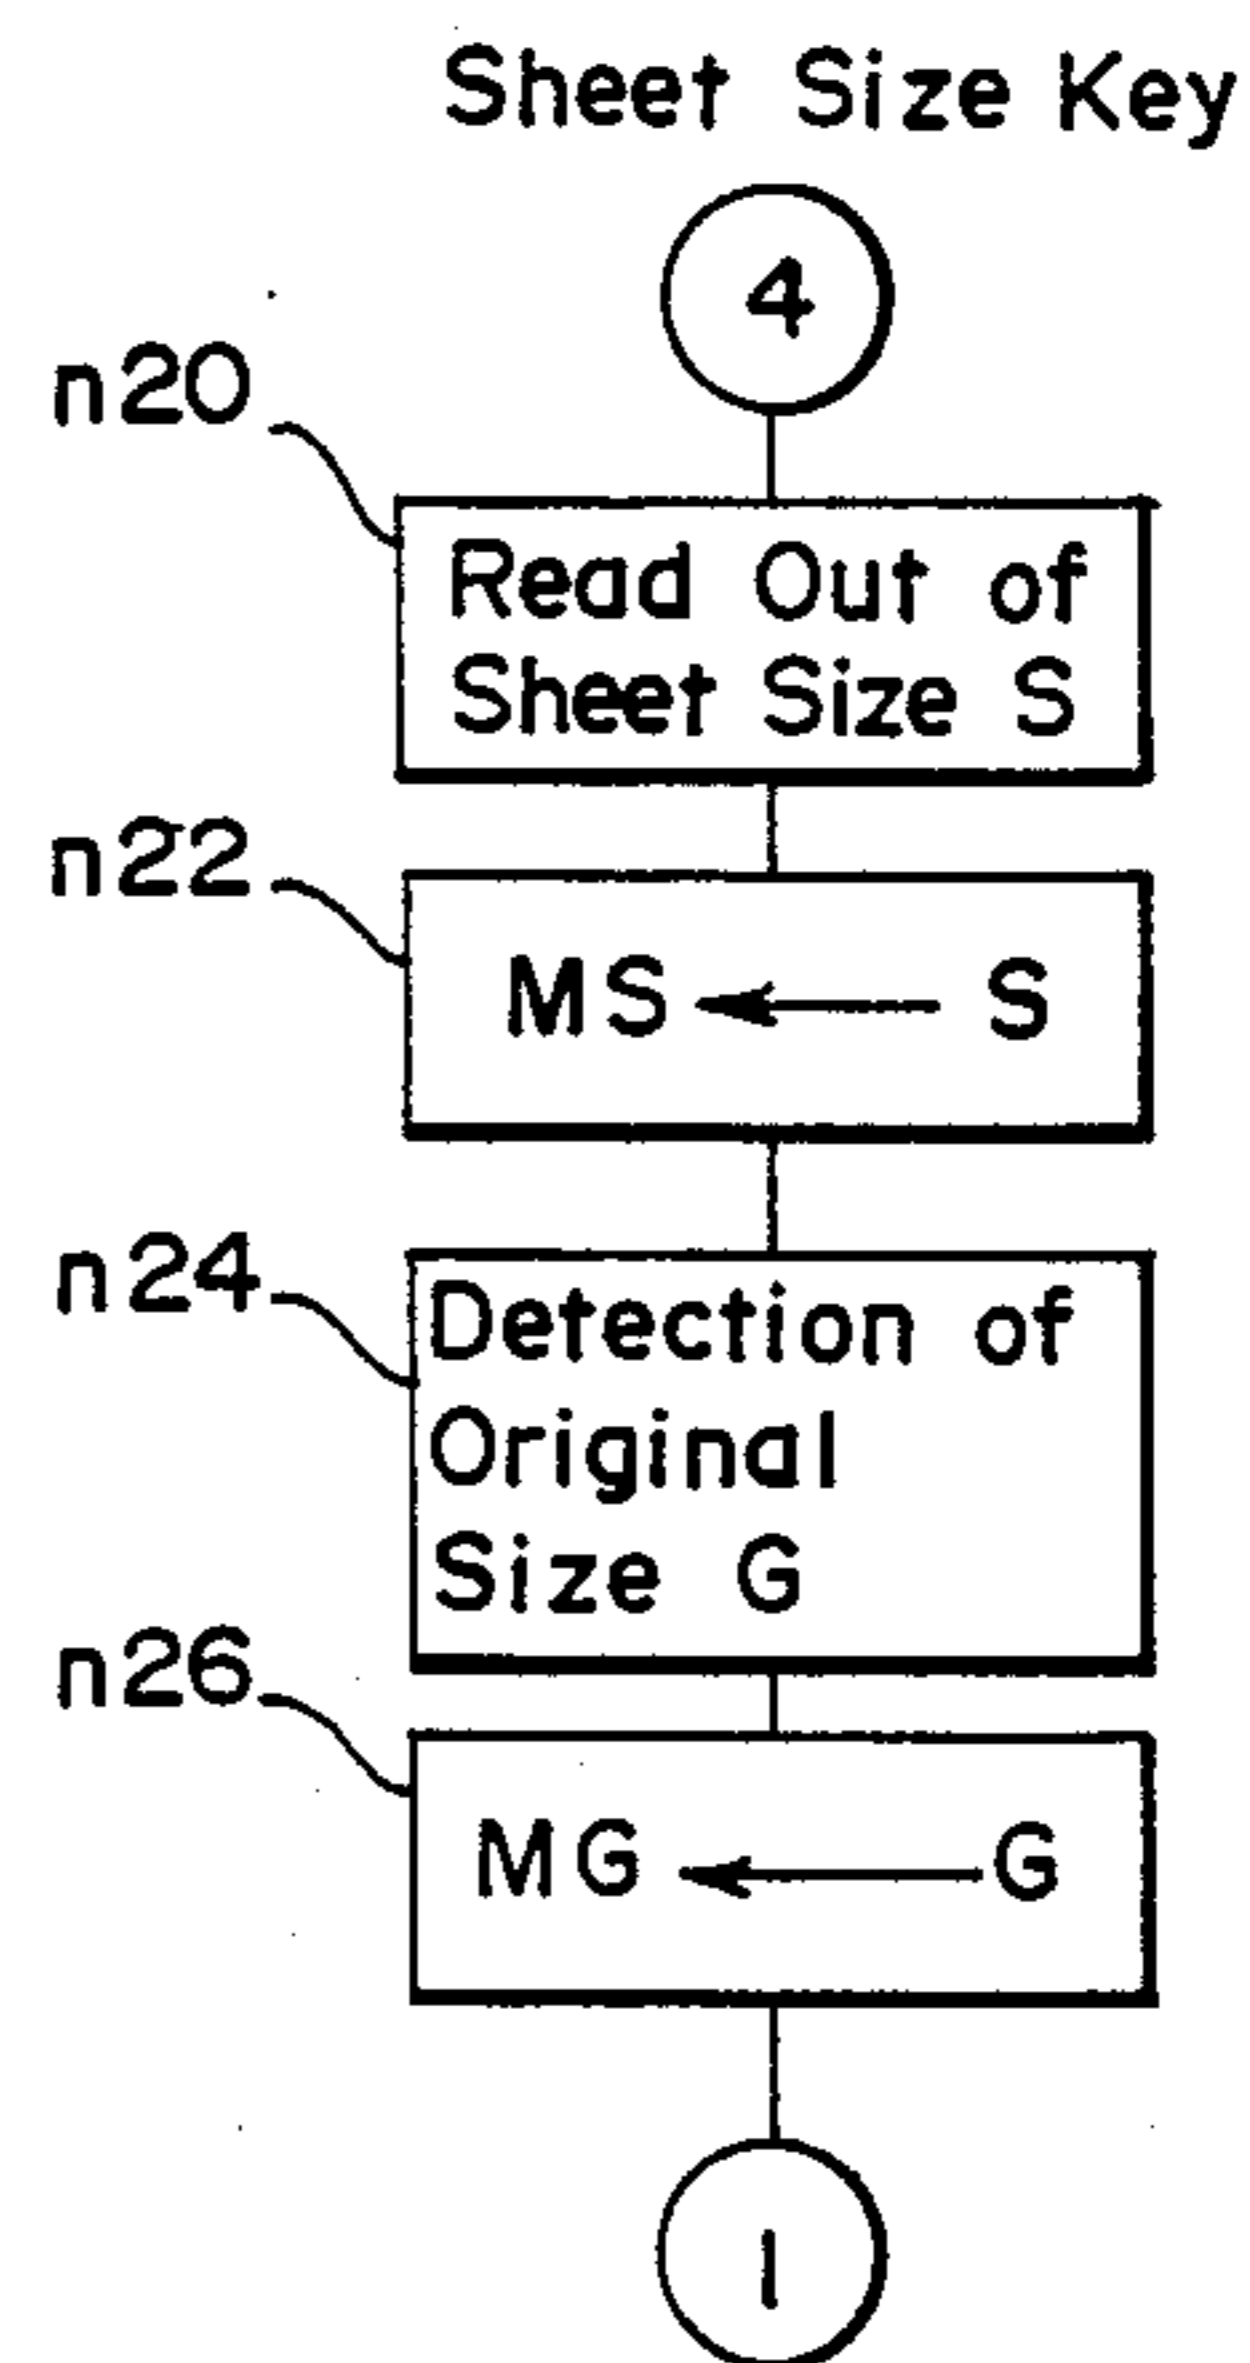 Sheet Size Key
4
n20
Read Out of
Sheet Size S
n22
MS ← S
n24
Detection of
Original
Size G
n26
MG ← G
1